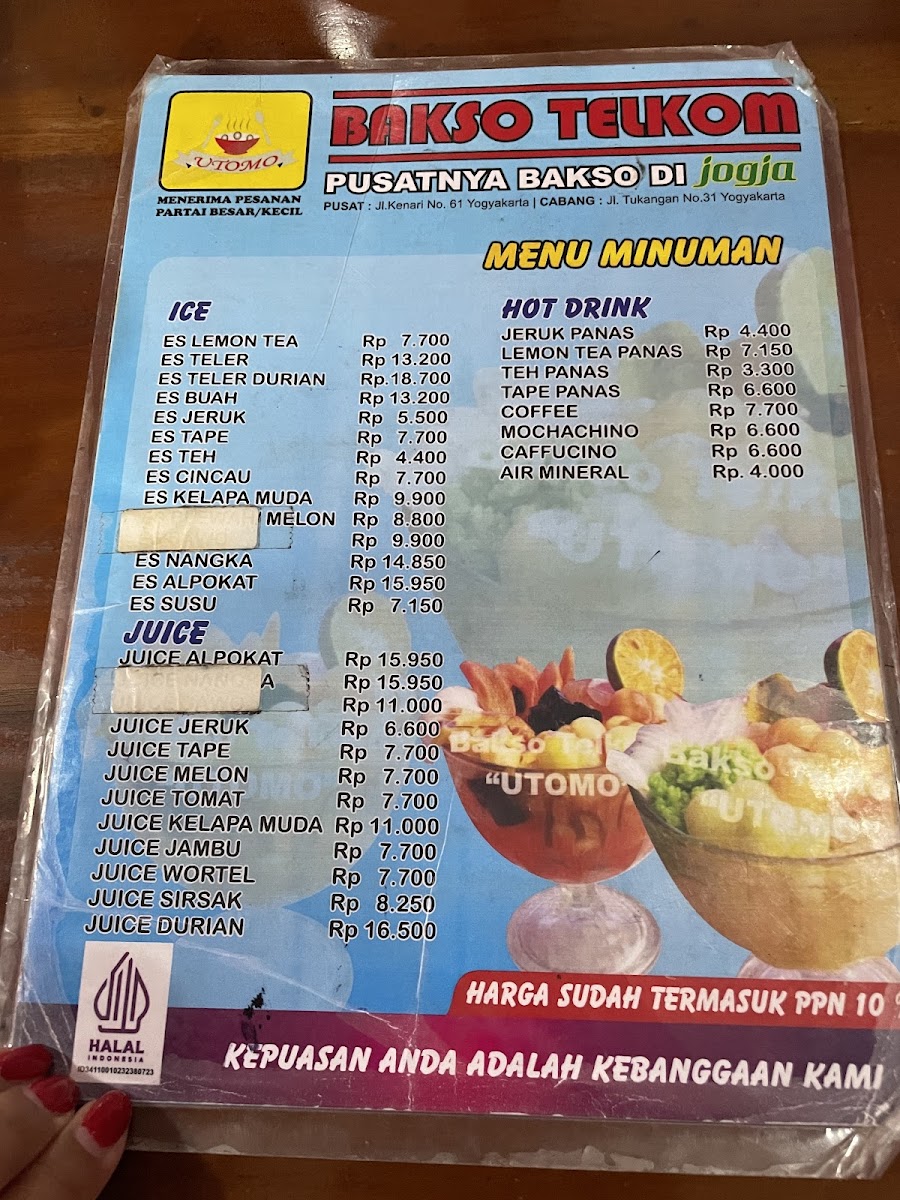 UTOMO
MENERIMA PESANAN
PARTAI BESAR/KECIL
BAKSO TELKOM
PUSATNYA BAKSO DI jogja
PUSAT : Jl.Kenari No. 61 Yogyakarta | CABANG : Jl. Tukangan No.31 Yogyakarta
MENU MINUMAN
ICE
ES LEMON TEA Rp 7.700
ES TELER Rp 13.200
ES TELER DURIAN Rp.18.700
ES BUAH Rp 13.200
ES JERUK Rp 5.500
ES TAPE Rp 7.700
ES TEH Rp 4.400
ES CINCAU Rp 7.700
ES KELAPA MUDA Rp 9.900
MELON Rp 8.800
Rp 9.900
ES NANGKA Rp 14.850
ES ALPOKAT Rp 15.950
ES SUSU Rp 7.150
JUICE
JUICE ALPOKAT Rp 15.950
Rp 15.950
Rp 11.000
JUICE JERUK Rp 6.600
JUICE TAPE Rp 7.700
JUICE MELON Rp 7.700
JUICE TOMAT Rp 7.700
JUICE KELAPA MUDA Rp 11.000
JUICE JAMBU Rp 7.700
JUICE WORTEL Rp 7.700
JUICE SIRSAK Rp 8.250
JUICE DURIAN Rp 16.500
HOT DRINK
JERUK PANAS Rp 4.400
LEMON TEA PANAS Rp 7.150
TEH PANAS Rp 3.300
TAPE PANAS Rp 6.600
COFFEE Rp 7.700
MOCHACHINO Rp 6.600
CAFFUCINO Rp 6.600
AIR MINERAL Rp. 4.000
Bakso Tel
"UTOMO
Bakso
"UTOMO
HARGA SUDAH TERMASUK PPN 10
HALAL
INDONESIA
ID34110010232380723
KEPUASAN ANDA ADALAH KEBANGGAAN KAMI